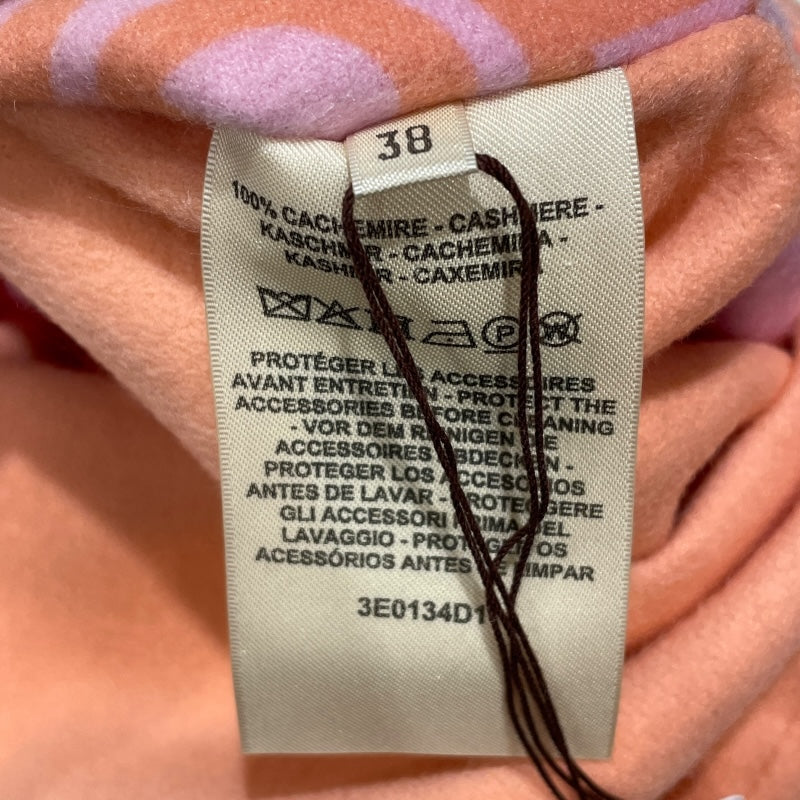 38
100% CACHEMIRE - CASHMERE -
KASCHMIR - CACHEMIRA -
KASHMIR - CAXEMIRA
P
W
PROTÉGER LES ACCESSOIRES
AVANT ENTRETIEN - PROTECT THE
ACCESSORIES BEFORE CLEANING
- VOR DEM REINIGEN DIE
ACCESSOIRES ABDECKEN -
PROTEGER LOS ACCESORIOS
ANTES DE LAVAR - PROTEGGERE
GLI ACCESSORI PRIMA DEL
LAVAGGIO - PROTEGER OS
ACESSÓRIOS ANTES DE LIMPAR